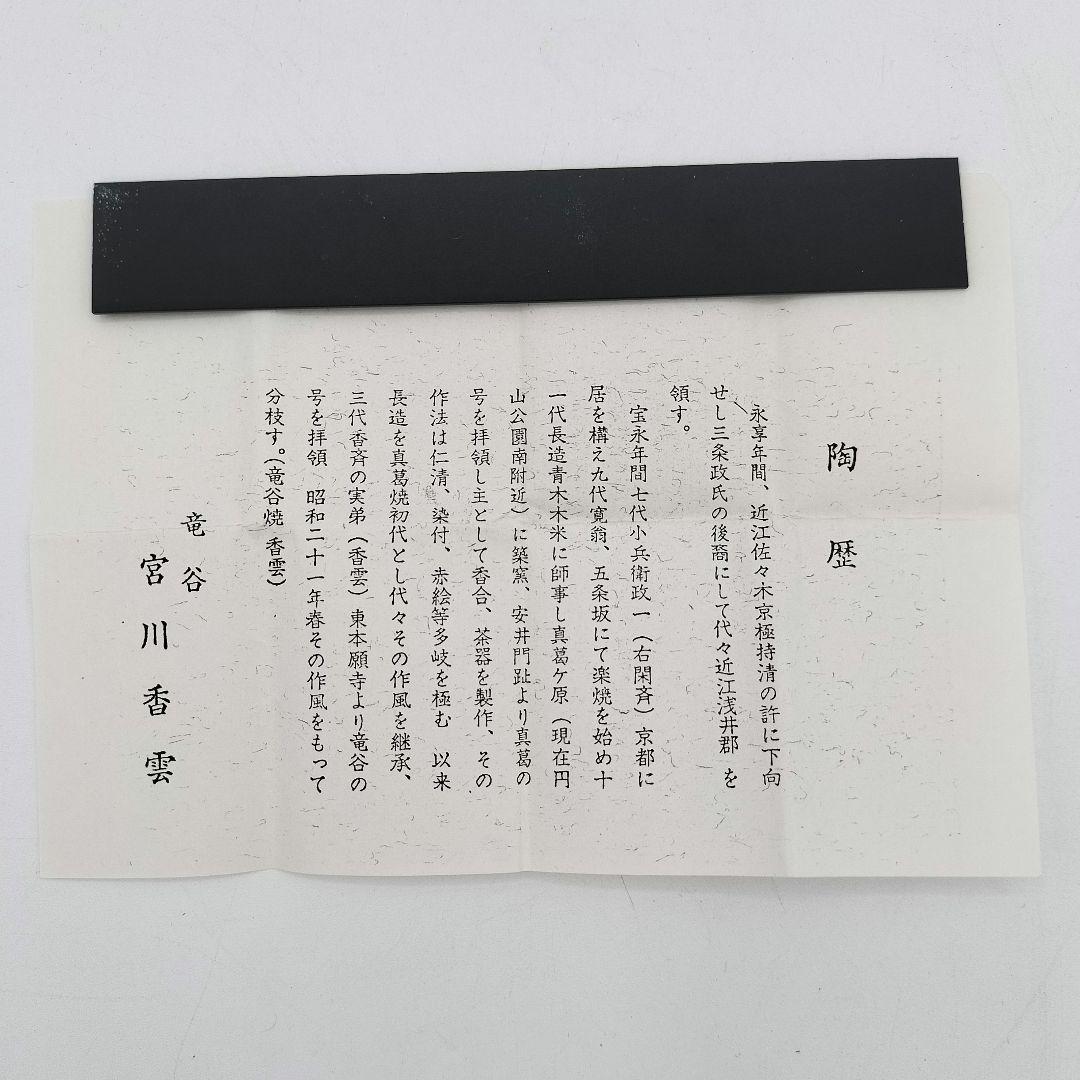 陶歴
永享年間、近江佐々木京極持清の許に下向
せし三条政氏の後裔にして代々近江浅井郡 を
領す。
宝永年間七代小兵衛政一(右閑斉)京都に
居を構え九代寛翁、五条坂にて楽焼を始め十
一代長造青木木米に師事し真葛ケ原(現在円
山公園南附近)に築窯、安井門趾より真葛の
号を拝領し主として香合、茶器を製作、その
作法は仁清、染付、赤絵等多岐を極む 以来
長造を真葛焼初代とし代々その作風を継承、
三代香斉の実弟(香雲)東本願寺より竜谷の
号を拝領 昭和二十一年春その作風をもって
分枝す。(竜谷焼 香雲)
竜谷
宮川香雲